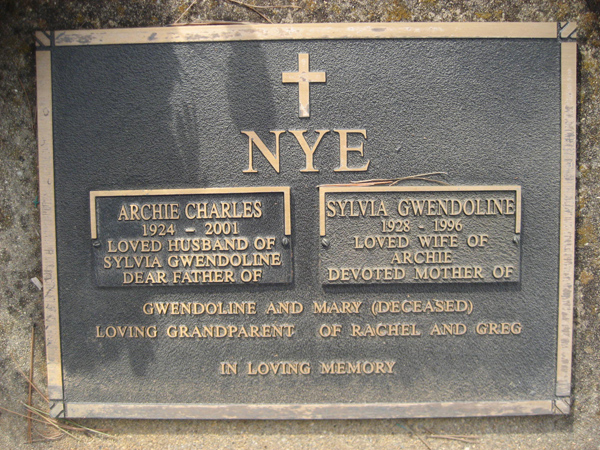 NYE
ARCHIE CHARLES
1924 - 2001
LOVED HUSBAND OF
SYLVIA GWENDOLINE
DEAR FATHER OF
SYLVIA GWENDOLINE
1928 - 1996
LOVED WIFE OF
ARCHIE
DEVOTED MOTHER OF
GWENDOLINE AND MARY (DECEASED)
LOVING GRANDPARENT OF RACHEL AND GREG
IN LOVING MEMORY